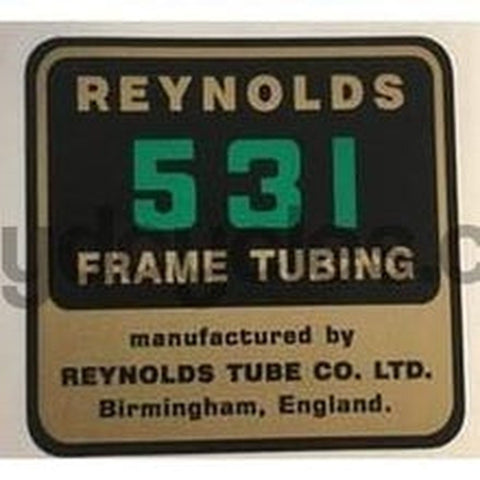 REYNOLDS
531
FRAME TUBING
manufactured by
REYNOLDS TUBE CO. LTD.
Birmingham, England.